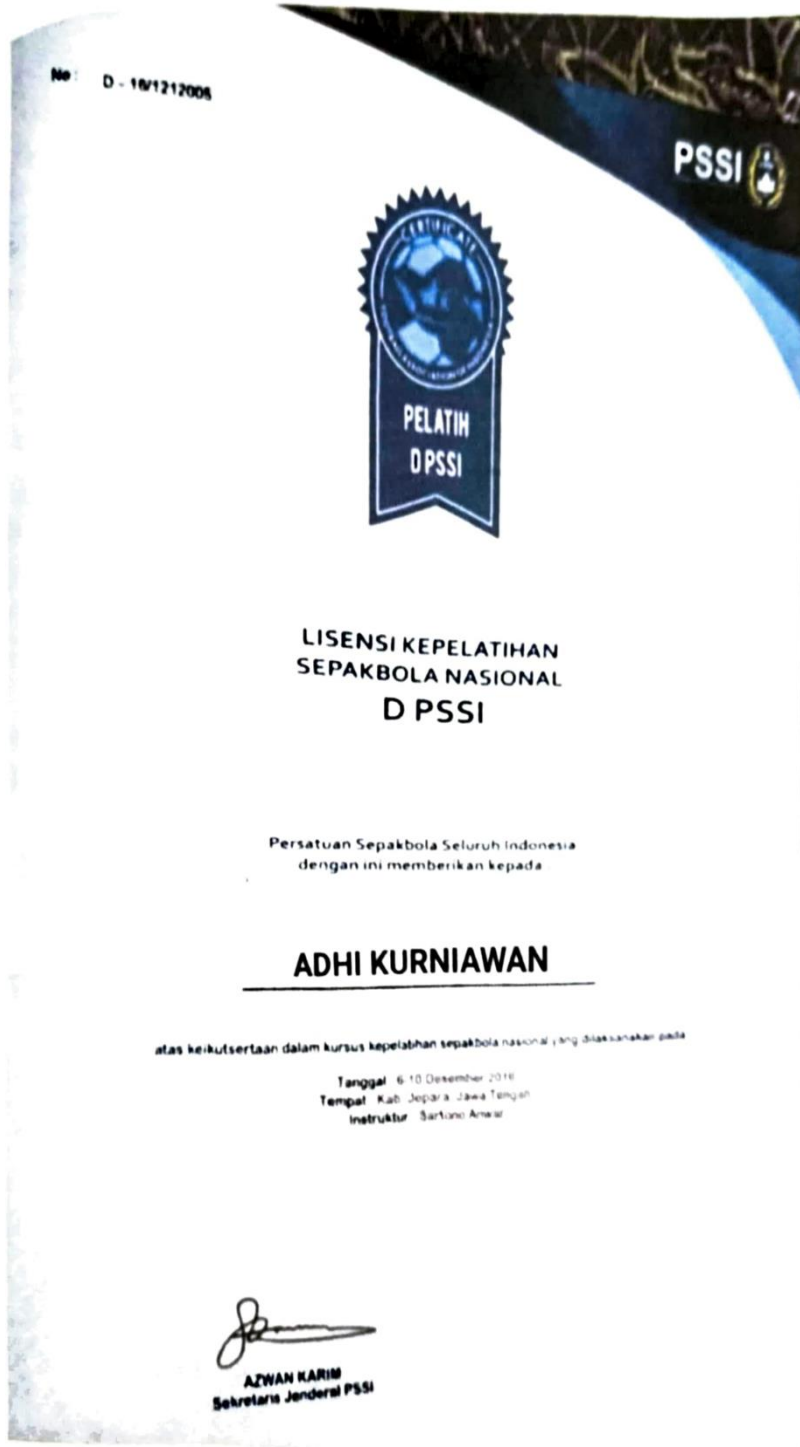 No : D - 16/1212005
PSSI
CERTIFICATE
PELATIH
D PSSI
LISENSI KEPELATIHAN
SEPAKBOLA NASIONAL
D PSSI
Persatuan Sepakbola Seluruh Indonesia
dengan ini memberikan kepada
ADHI KURNIAWAN
atas keikutsertaan dalam kursus kepelatihan sepakbola nasional yang dilaksanakan pada
Tanggal 6-10 Desember 2016
Tempat Kab. Jepara, Jawa Tengah
Instruktur Sartono Anwar
AZWAN KARIM
Sekretaris Jenderal PSSI